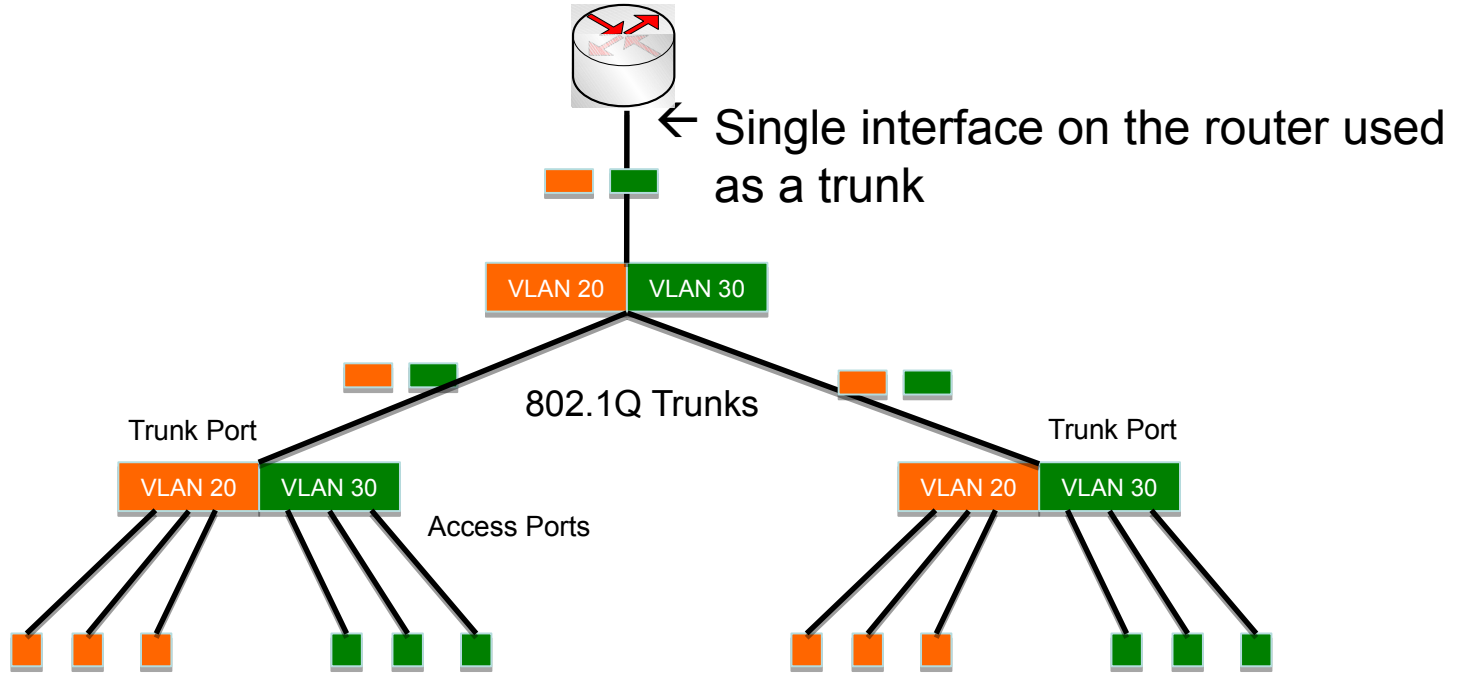 ← Single interface on the router used
as a trunk
VLAN 20 VLAN 30
802.1Q Trunks
Trunk Port Trunk Port
VLAN 20 VLAN 30 VLAN 20 VLAN 30
Access Ports